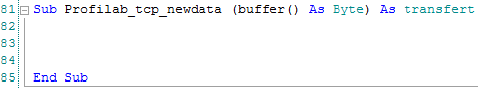 81 Sub Profilab_tcp_newdata (buffer() As Byte) As transfert
82
83
84
85 End Sub